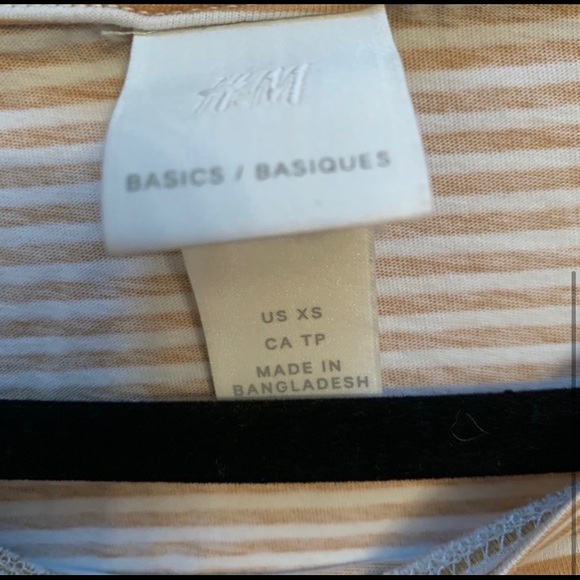 H&M
BASICS / BASIQUES
US XS
CA TP
MADE IN
BANGLADESH